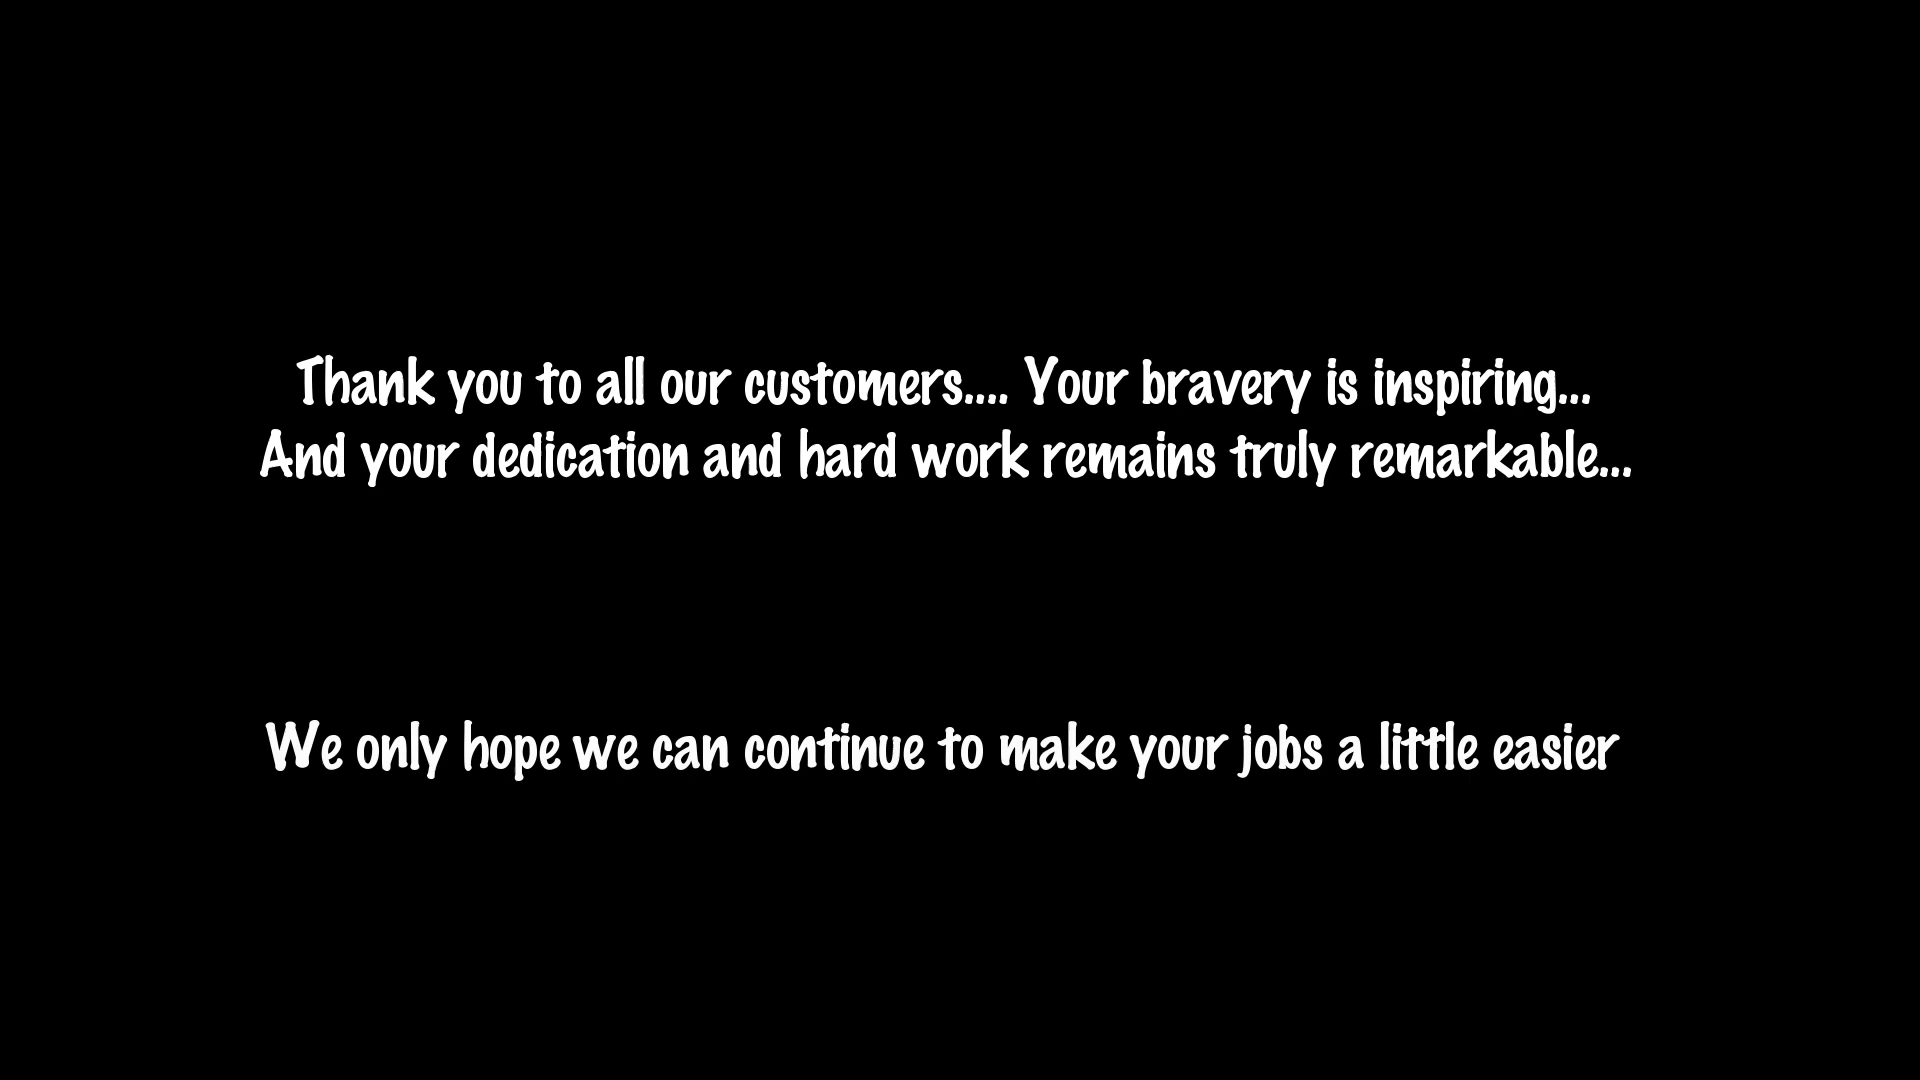 Thank you to all our customers.... Your bravery is inspiring...
And your dedication and hard work remains truly remarkable...
We only hope we can continue to make your jobs a little easier